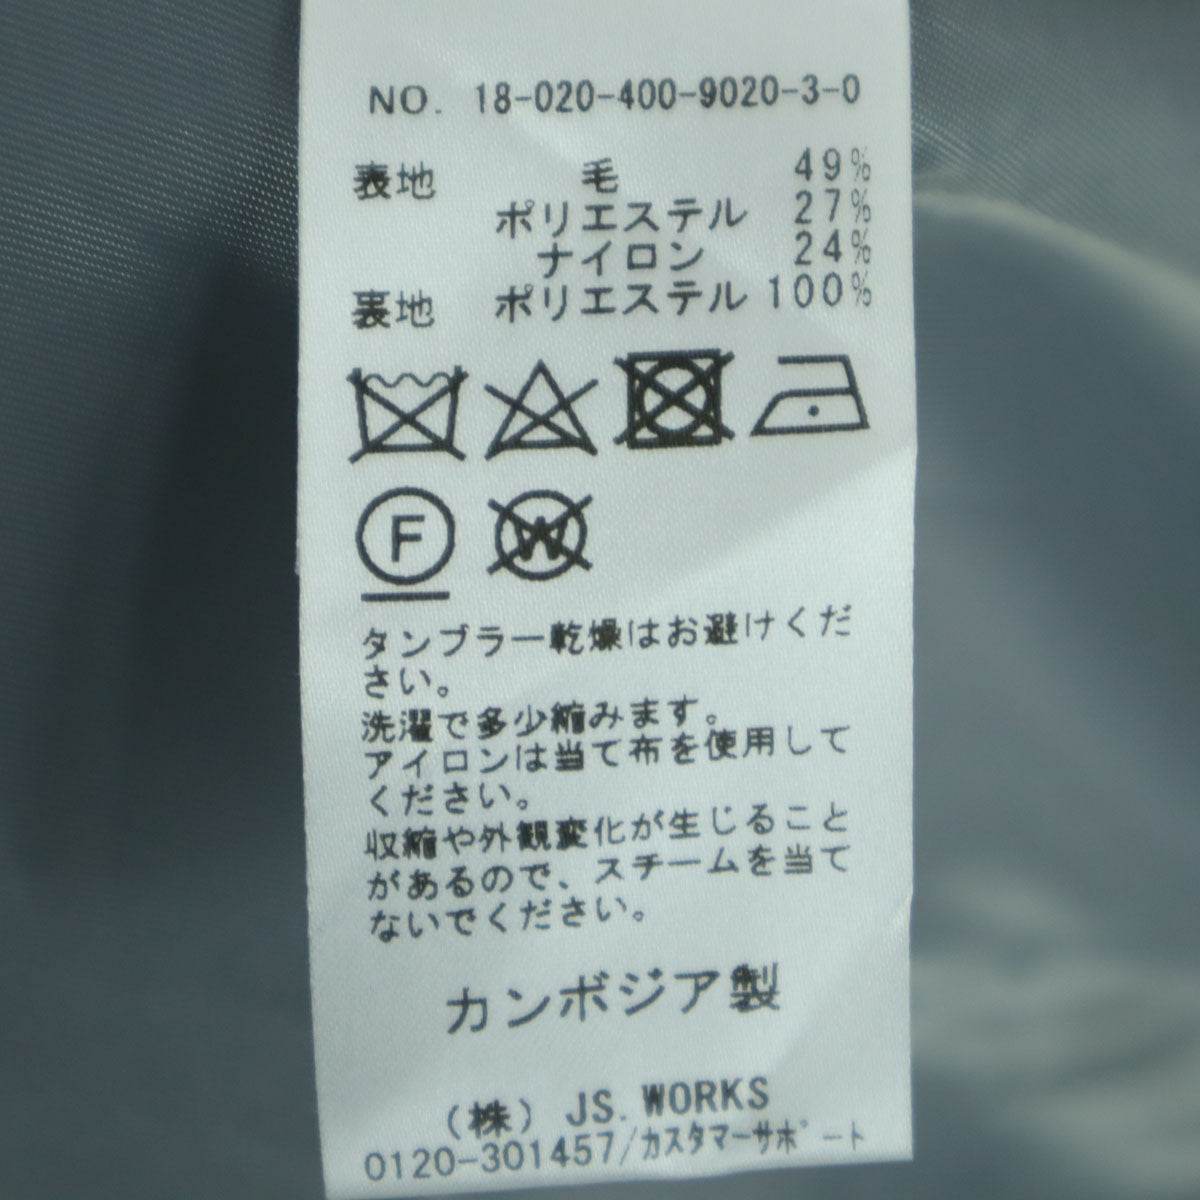 NO. 18-020-400-9020-3-0
表地 毛 49%
ポリエステル 27%
ナイロン 24%
裏地 ポリエステル 100%
F W
タンブラー乾燥はお避けくだ
さい。
洗濯で多少縮みます。
アイロンは当て布を使用して
ください。
収縮や外観変化が生じること
があるので、スチームを当て
ないでください。
カンボジア製
(株) JS. WORKS
0120-301457/カスタマーサポート